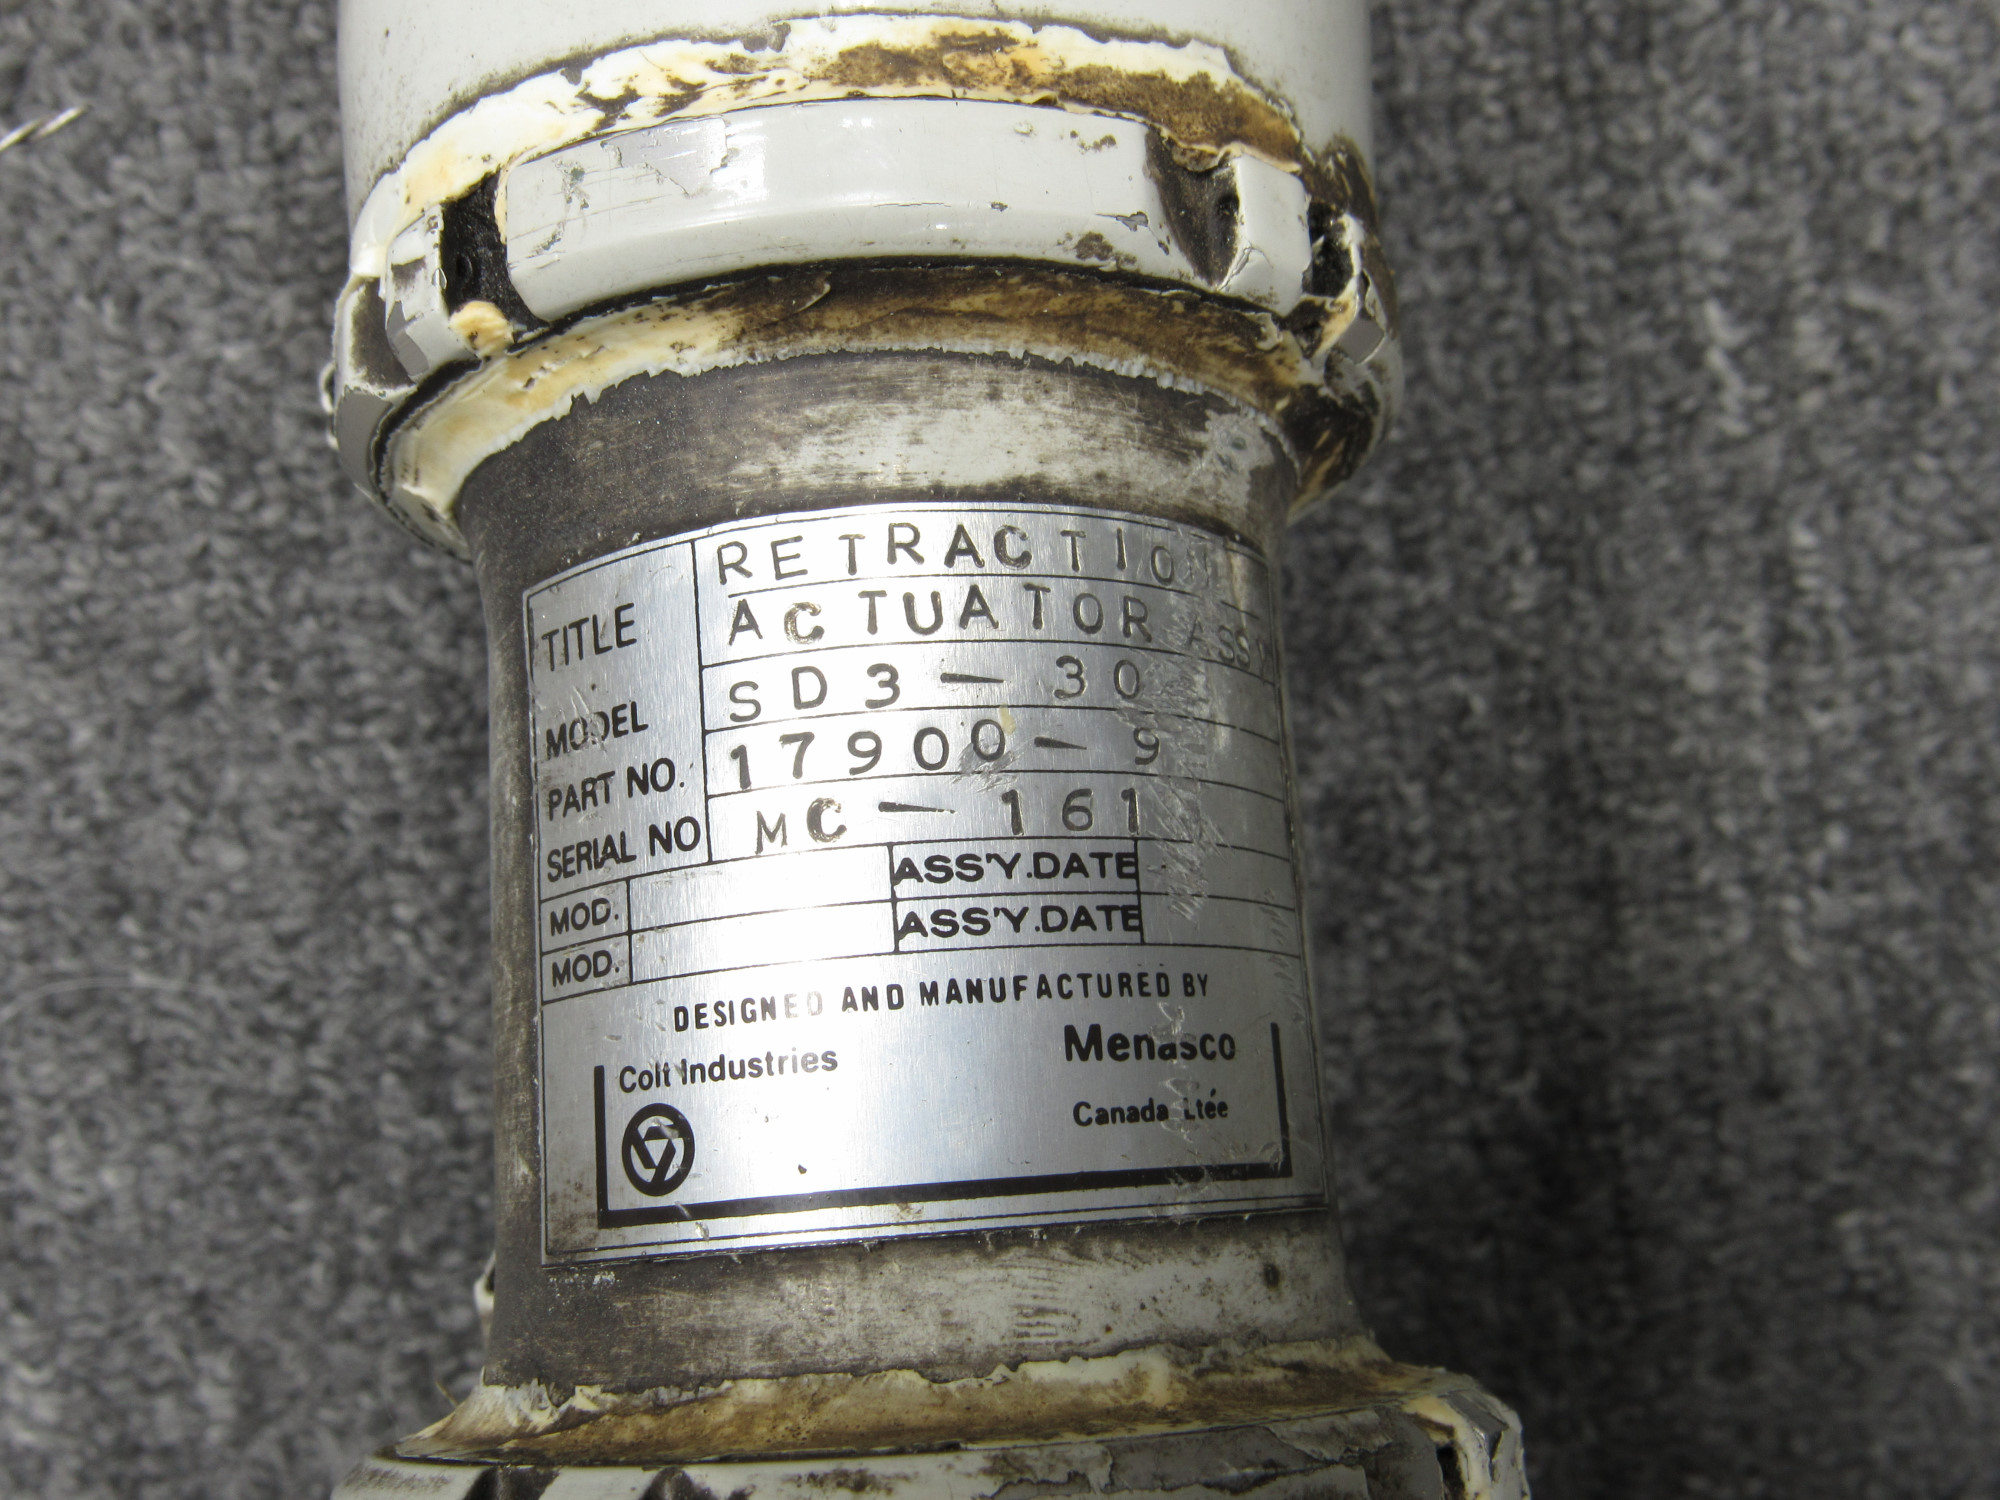 TITLE RETRACTION
ACTUATOR ASSY
MODEL SD3-30
PART NO. 17900-9
SERIAL NO MC-161
MOD. ASS'Y.DATE
MOD. ASS'Y.DATE
DESIGNED AND MANUFACTURED BY
Colt Industries Menasco
Canada Ltée